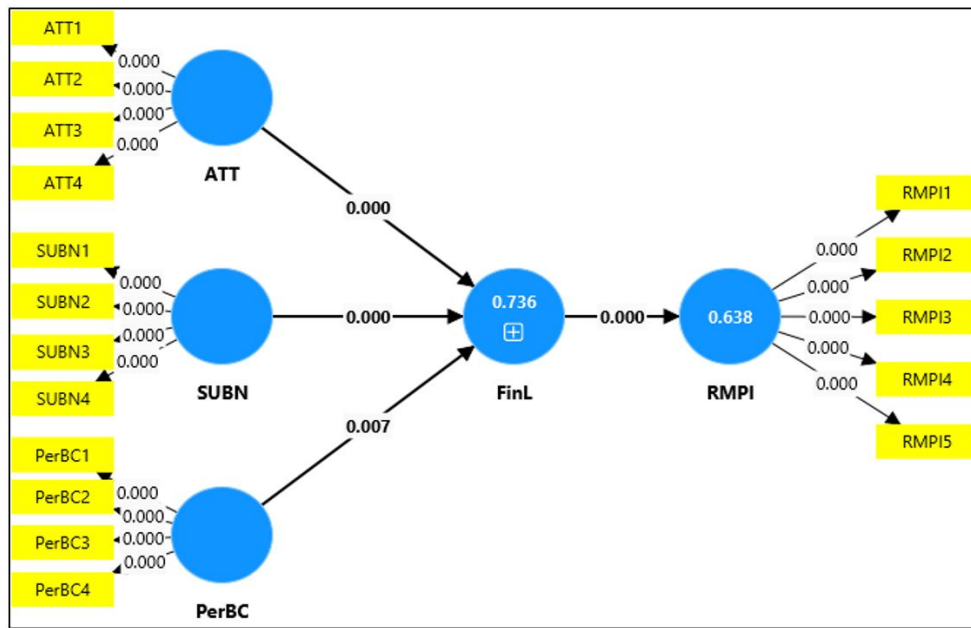 ATT1
0.000
ATT2
0.000
ATT3
0.000
0.000
ATT4
ATT
0.000
SUBN1
0.000
SUBN2
0.000
SUBN3
0.000
0.000
SUBN4
SUBN
0.000
PerBC1
0.000
PerBC2
0.000
PerBC3
0.000
0.000
PerBC4
PerBC
0.007
0.736
FinL
0.000
0.638
RMPI
RMPI1
0.000
RMPI2
0.000
RMPI3
0.000
RMPI4
0.000
RMPI5
0.000